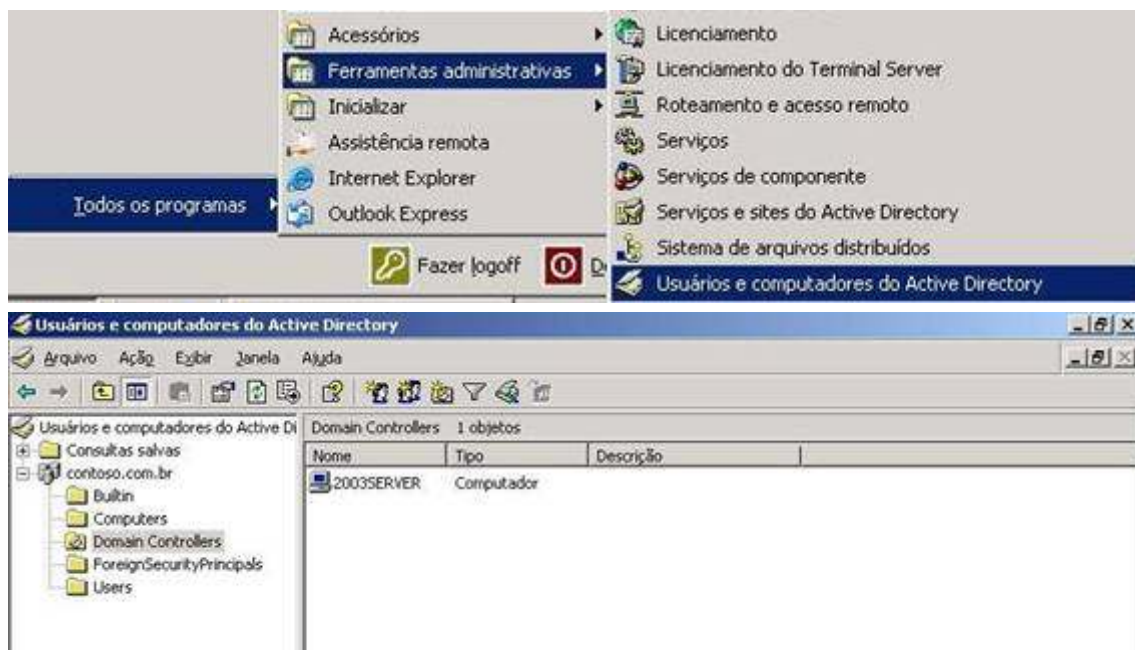 Acessórios
Ferramentas administrativas
Inicializar
Assistência remota
Internet Explorer
Outlook Express
Todos os programas
Fazer logoff
Licenciamento
Licenciamento do Terminal Server
Roteamento e acesso remoto
Serviços
Serviços de componente
Serviços e sites do Active Directory
Sistema de arquivos distribuídos
Usuários e computadores do Active Directory
Usuários e computadores do Active Directory
Arquivo Ação Exibir Janela Ajuda
Usuários e computadores do Active Di
Consultas salvas
contoso.com.br
Builtin
Computers
Domain Controllers
ForeignSecurityPrincipals
Users
Domain Controllers 1 objetos
Nome Tipo Descrição
2003SERVER Computador